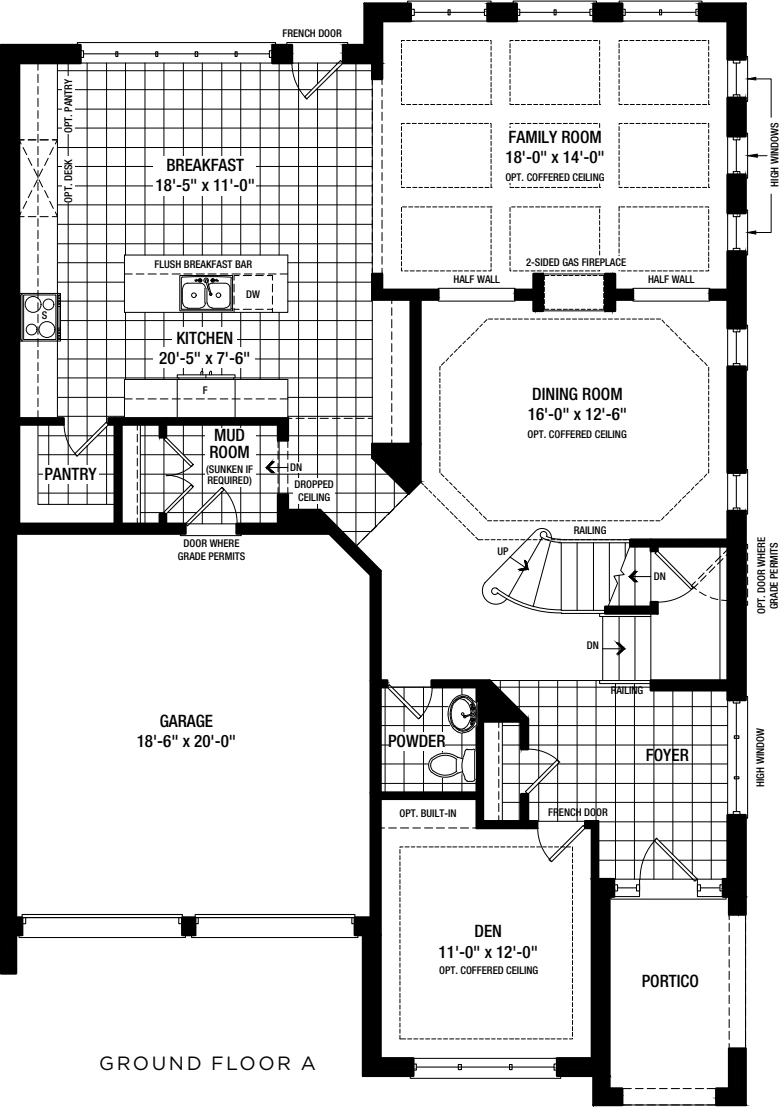 FRENCH DOOR
OPT. PANTRY
OPT. DESK
BREAKFAST
18'-5" x 11'-0"
FAMILY ROOM
18'-0" x 14'-0"
OPT. COFFERED CEILING
HIGH WINDOWS
FLUSH BREAKFAST BAR
DW
2-SIDED GAS FIREPLACE
HALF WALL
HALF WALL
S
KITCHEN
20'-5" x 7'-6"
F
DINING ROOM
16'-0" x 12'-6"
OPT. COFFERED CEILING
PANTRY
MUD
ROOM
(SUNKEN IF
REQUIRED)
DN
DROPPED
CEILING
DOOR WHERE
GRADE PERMITS
RAILING
UP
DN
OPT. DOOR WHERE
GRADE PERMITS
DN
RAILING
GARAGE
18'-6" x 20'-0"
POWDER
FOYER
HIGH WINDOW
OPT. BUILT-IN
FRENCH DOOR
DEN
11'-0" x 12'-0"
OPT. COFFERED CEILING
PORTICO
GROUND FLOOR A